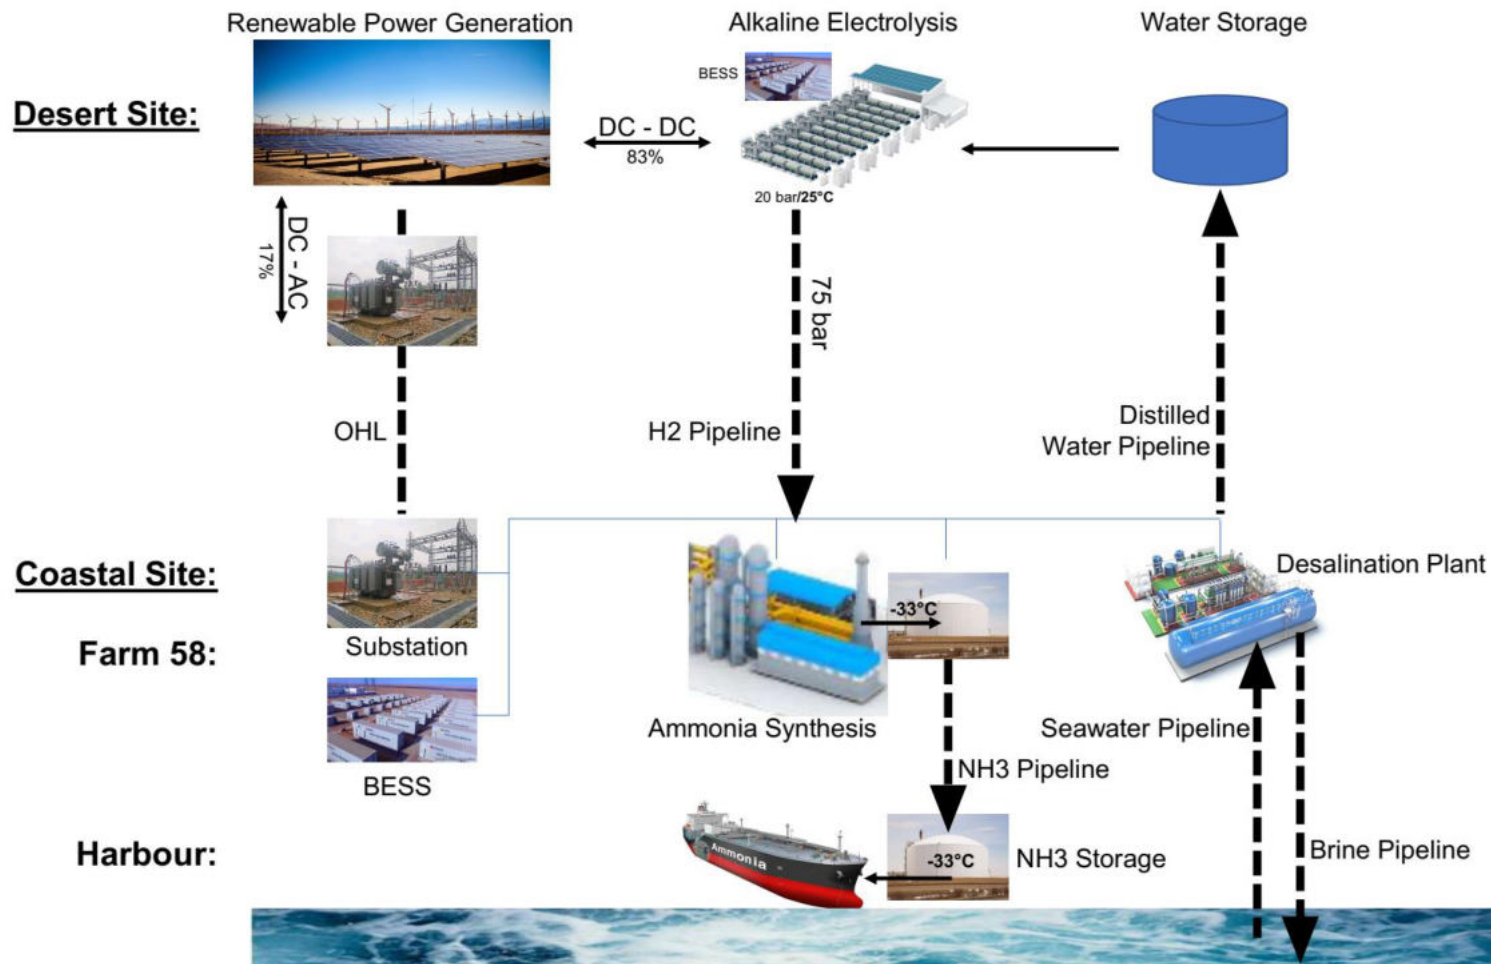 Renewable Power Generation
Alkaline Electrolysis
Water Storage
BESS
Desert Site:
DC - DC
83%
20 bar/25°C
DC - AC
17%
75 bar
OHL
H2 Pipeline
Distilled
Water Pipeline
Coastal Site:
Desalination Plant
-33°C
Substation
Farm 58:
Ammonia Synthesis
Seawater Pipeline
NH3 Pipeline
BESS
Harbour:
Ammonia
-33°C
NH3 Storage
Brine Pipeline